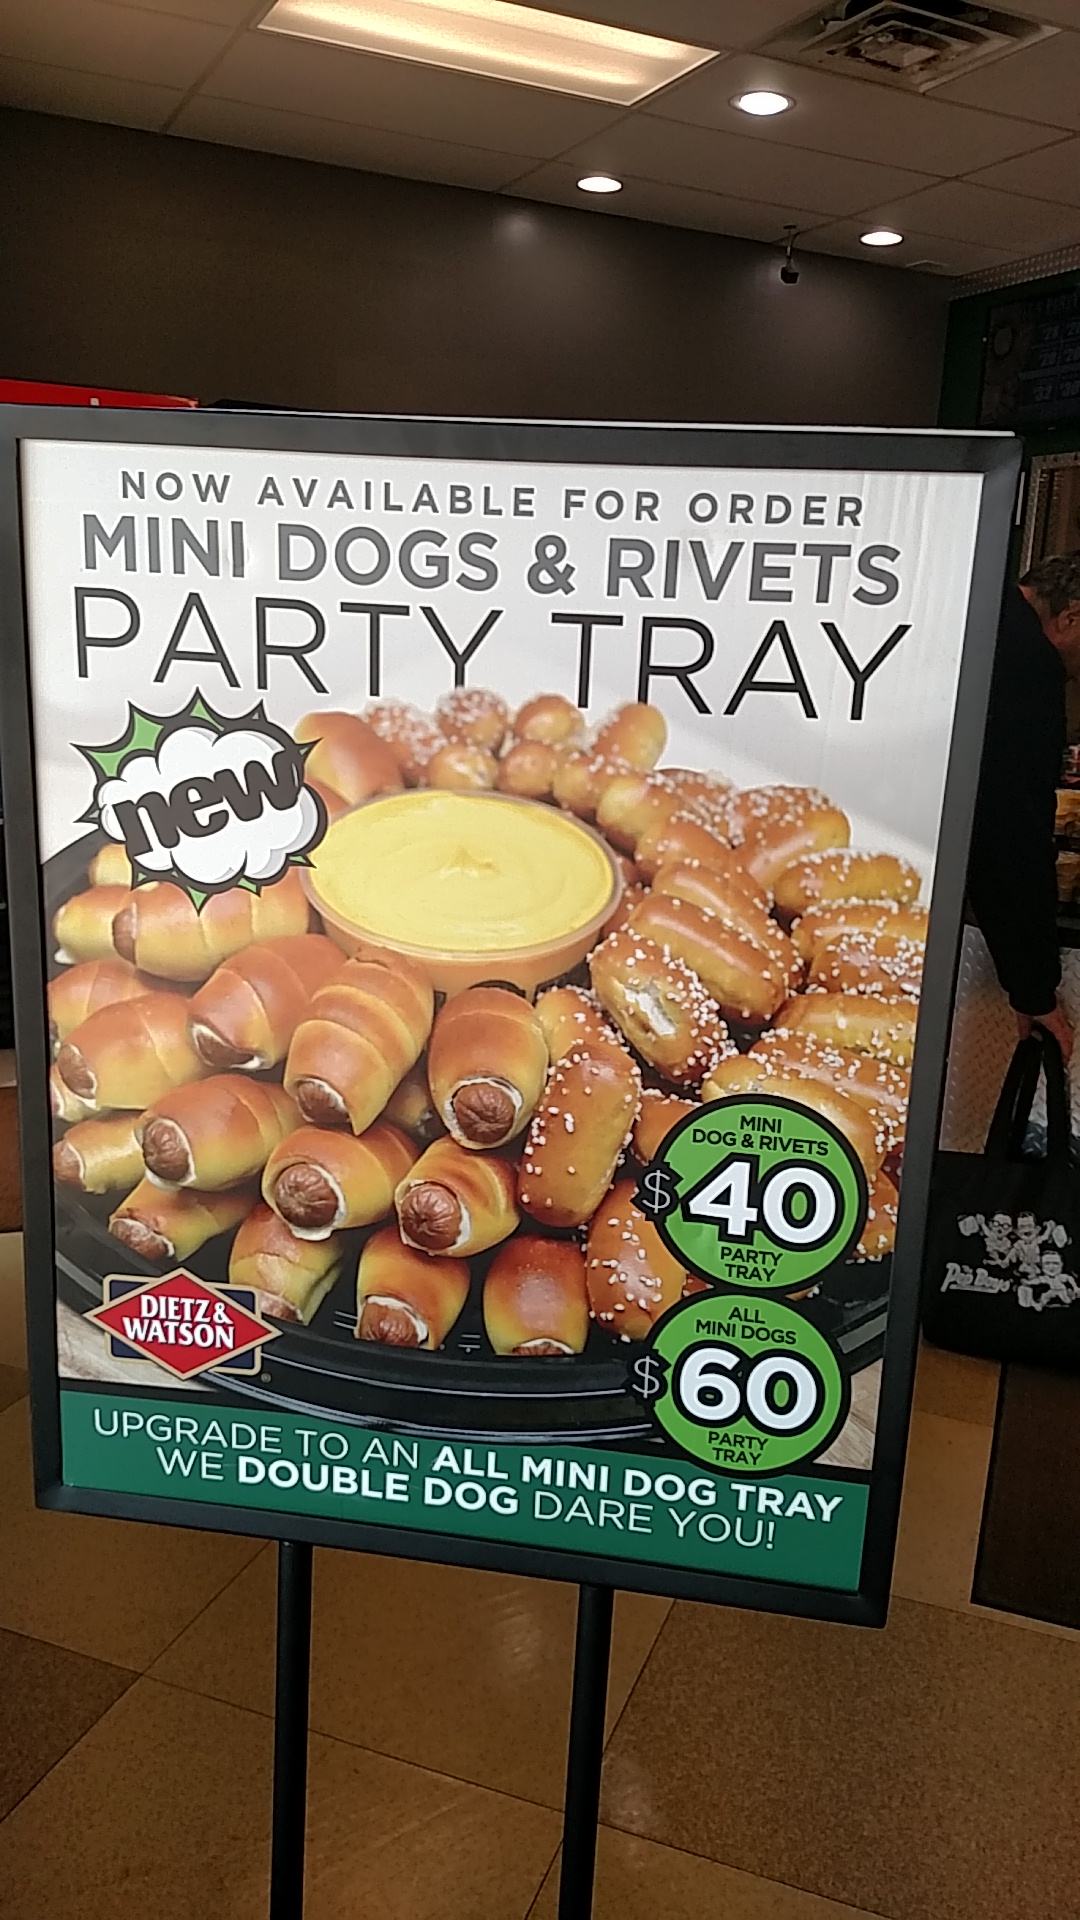 NOW AVAILABLE FOR ORDER
MINI DOGS & RIVETS
PARTY TRAY
new
MINI
DOG & RIVETS
$40
PARTY
TRAY
ALL
MINI DOGS
$60
PARTY
TRAY
DIETZ &
WATSON
UPGRADE TO AN ALL MINI DOG TRAY
WE DOUBLE DOG DARE YOU!